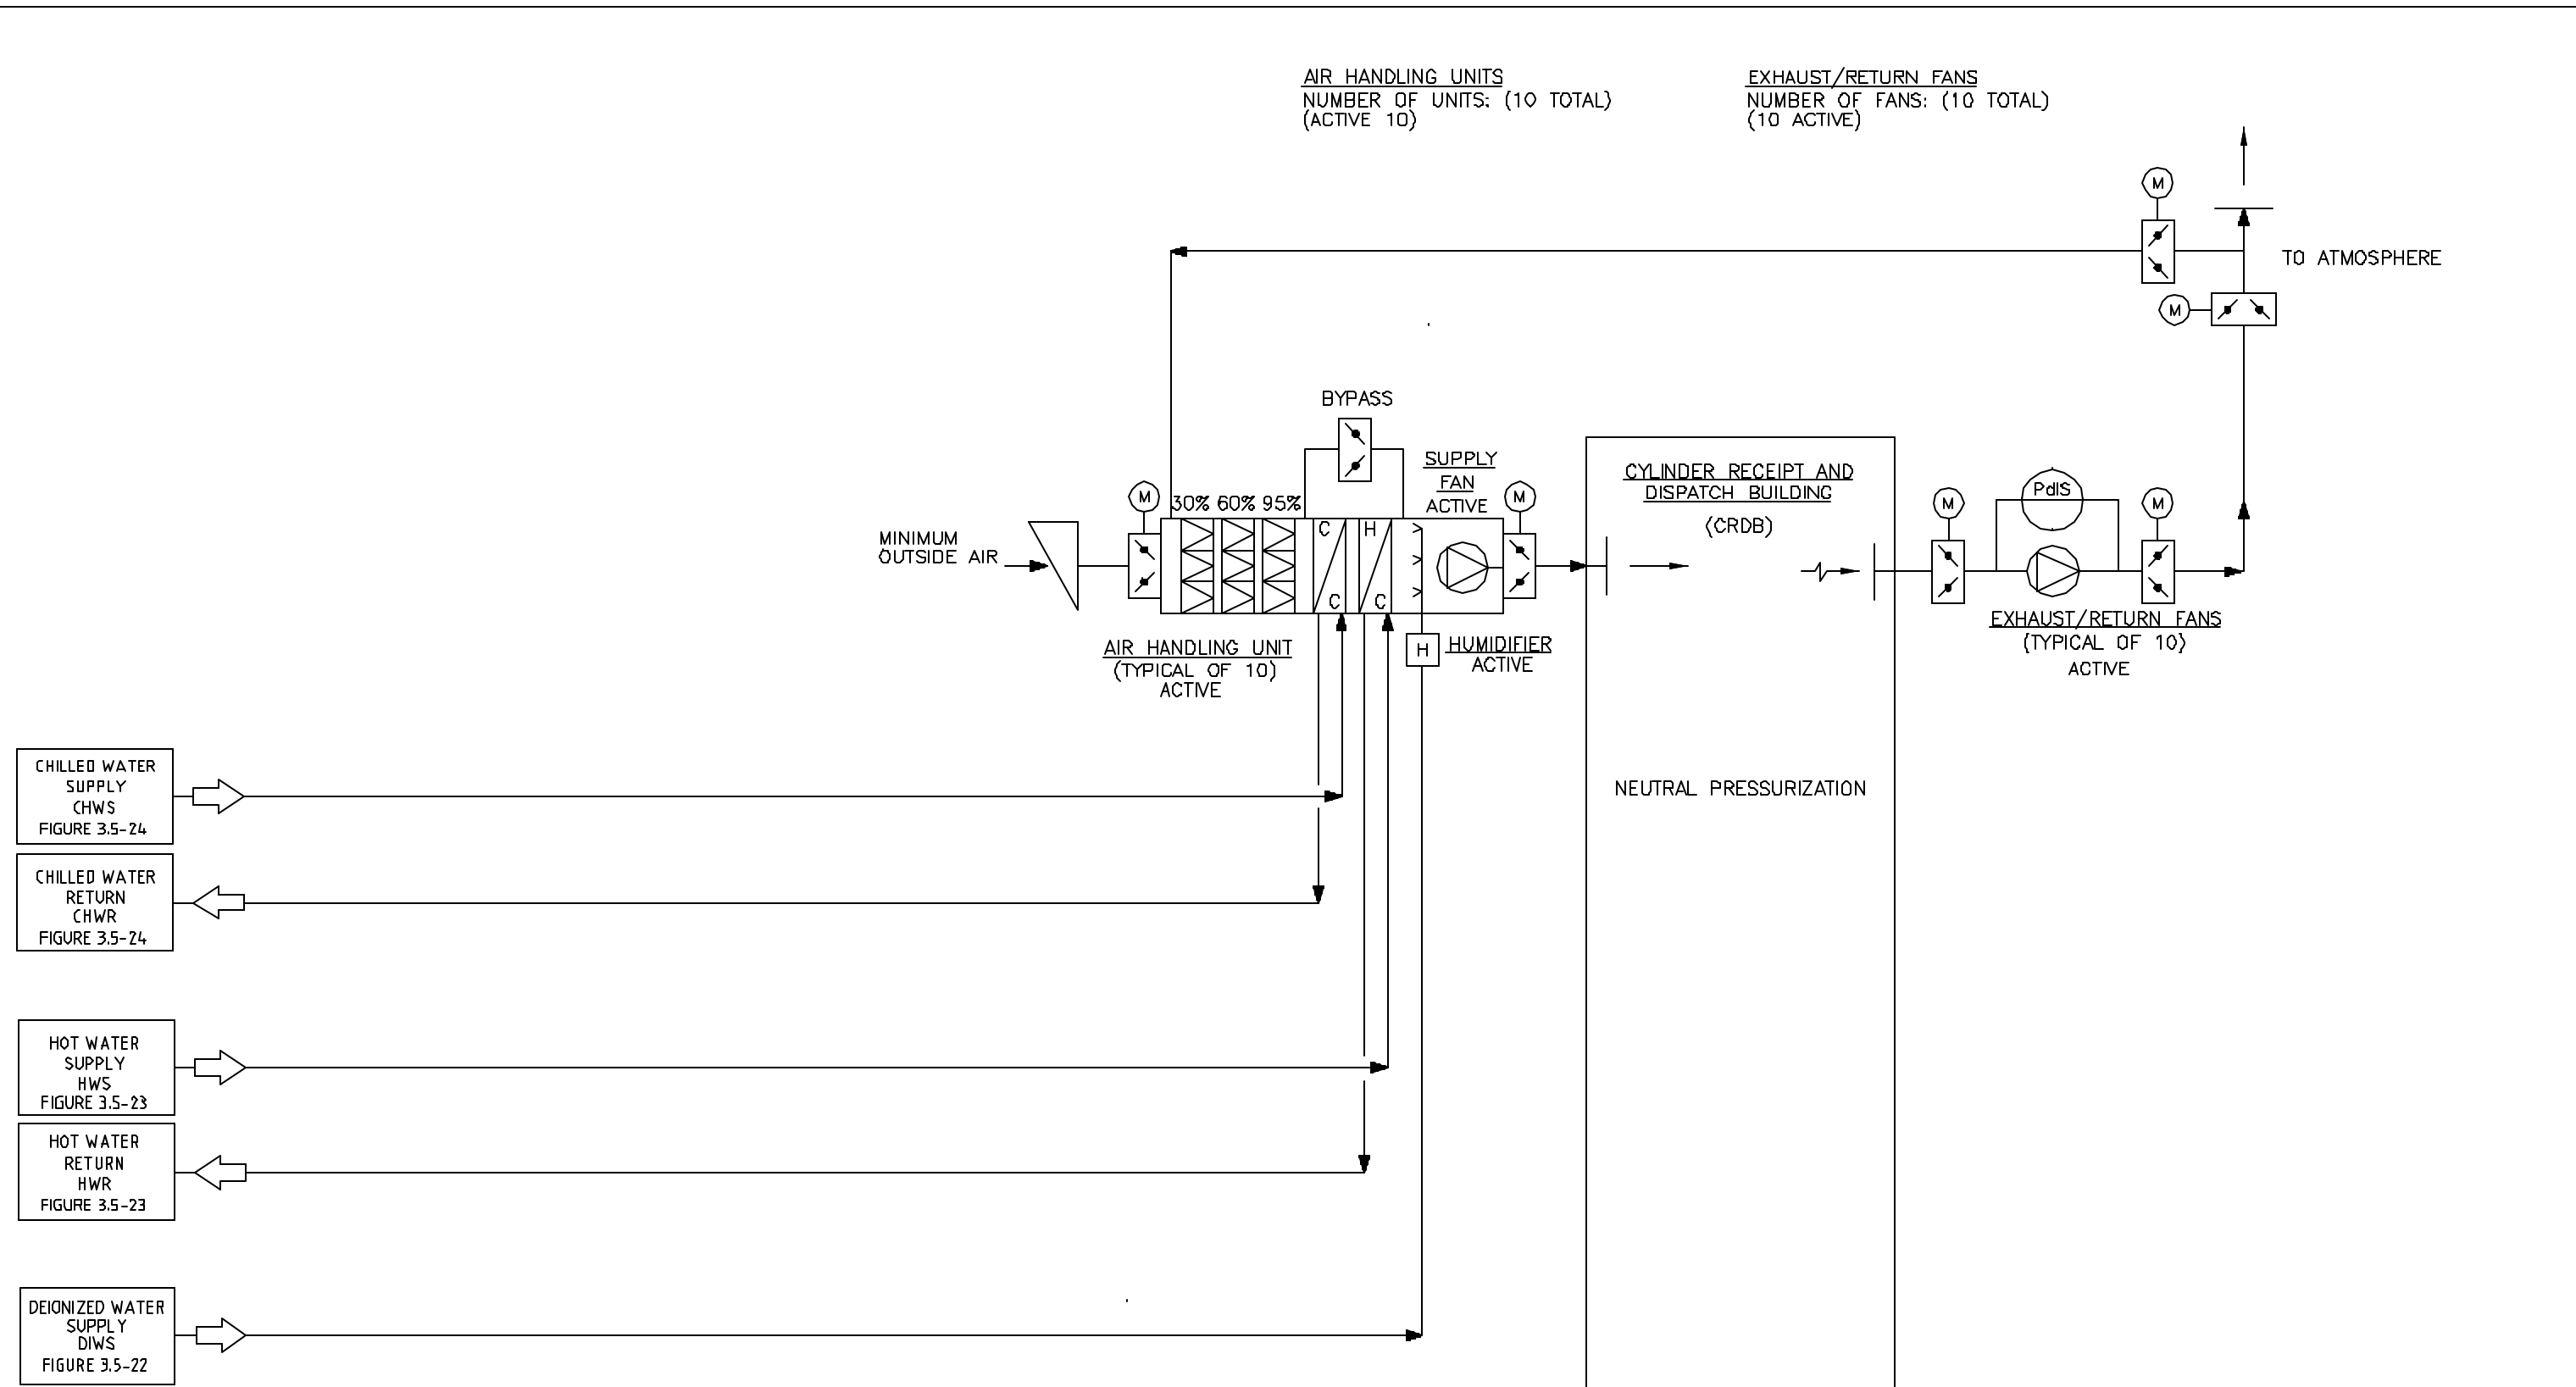 AIR HANDLING UNITS
NUMBER OF UNITS: (10 TOTAL)
(ACTIVE 10)
EXHAUST/RETURN FANS
NUMBER OF FANS: (10 TOTAL)
(10 ACTIVE)
M
TO ATMOSPHERE
M
BYPASS
SUPPLY
FAN
ACTIVE
M
30% 60% 95%
M
C
C
H
C
MINIMUM
OUTSIDE AIR
CYLINDER RECEIPT AND
DISPATCH BUILDING
(CRDB)
M
PdIS
M
EXHAUST/RETURN FANS
(TYPICAL OF 10)
ACTIVE
AIR HANDLING UNIT
(TYPICAL OF 10)
ACTIVE
H
HUMIDIFIER
ACTIVE
NEUTRAL PRESSURIZATION
CHILLED WATER
SUPPLY
CHWS
FIGURE 3.5-24
CHILLED WATER
RETURN
CHWR
FIGURE 3.5-24
HOT WATER
SUPPLY
HWS
FIGURE 3.5-23
HOT WATER
RETURN
HWR
FIGURE 3.5-23
DEIONIZED WATER
SUPPLY
DIWS
FIGURE 3.5-22